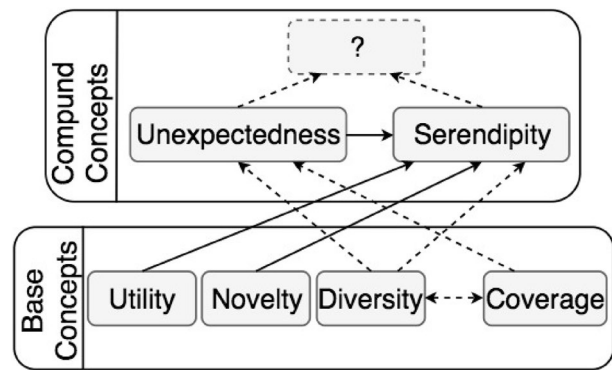 Compund
Concepts
?
Unexpectedness
Serendipity
Base
Concepts
Utility
Novelty
Diversity
Coverage